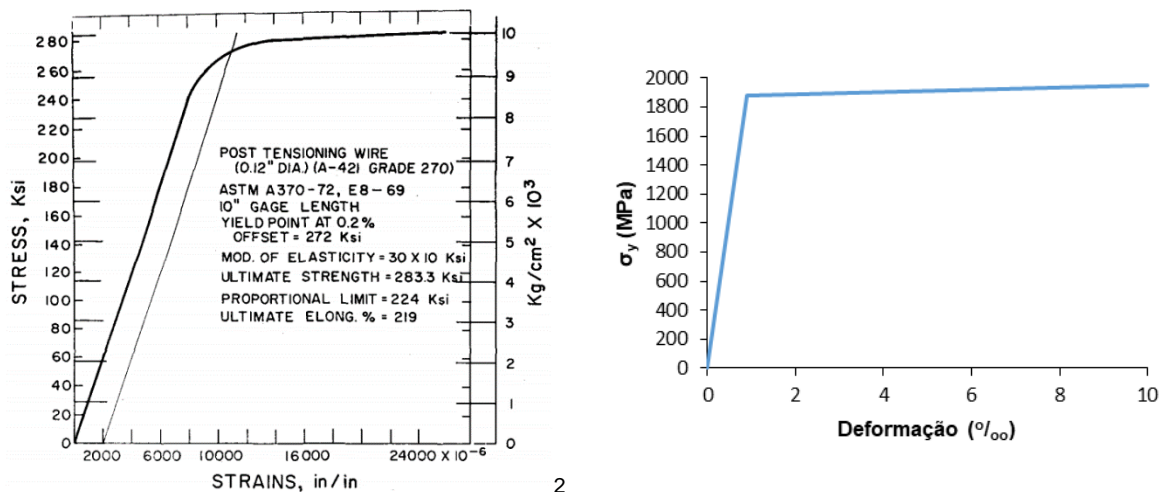 280
260
240
220
200
180
160
140
120
100
80
60
40
20
0
STRESS, Ksi
POST TENSIONING WIRE
(0.12" DIA.) (A-421 GRADE 270)
ASTM A370-72, E8-69
10" GAGE LENGTH
YIELD POINT AT 0.2%
OFFSET = 272 Ksi
MOD. OF ELASTICITY = 30 X 10 Ksi
ULTIMATE STRENGTH = 283.3 Ksi
PROPORTIONAL LIMIT = 224 Ksi
ULTIMATE ELONG. % = 219
10
9
8
7
6
5
4
3
2
1
0
Kg/cm² X 10³
2000 6000 10000 24000 X 10⁻⁶
STRAINS, in/in
2
2000
1800
1600
1400
1200
1000
800
600
400
200
0
σy (MPa)
0 2 4 6 8 10
Deformação (º/oo)